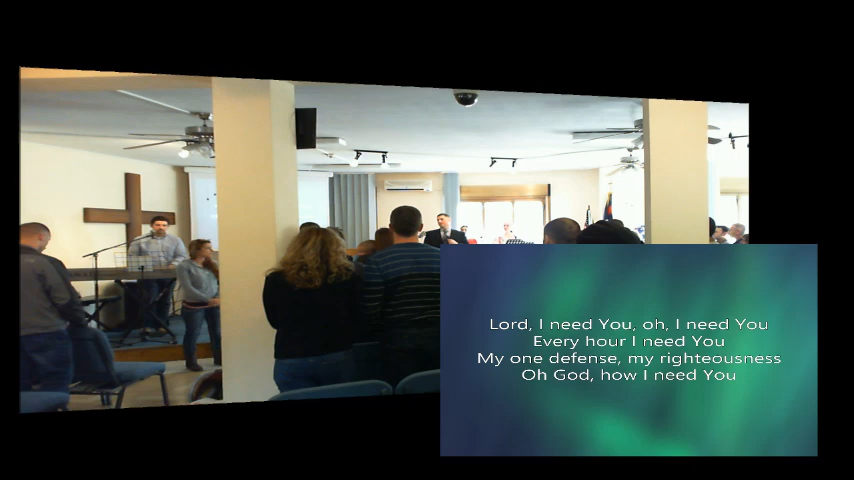 Lord, I need You, oh, I need You
Every hour I need You
My one defense, my righteousness
Oh God, how I need You